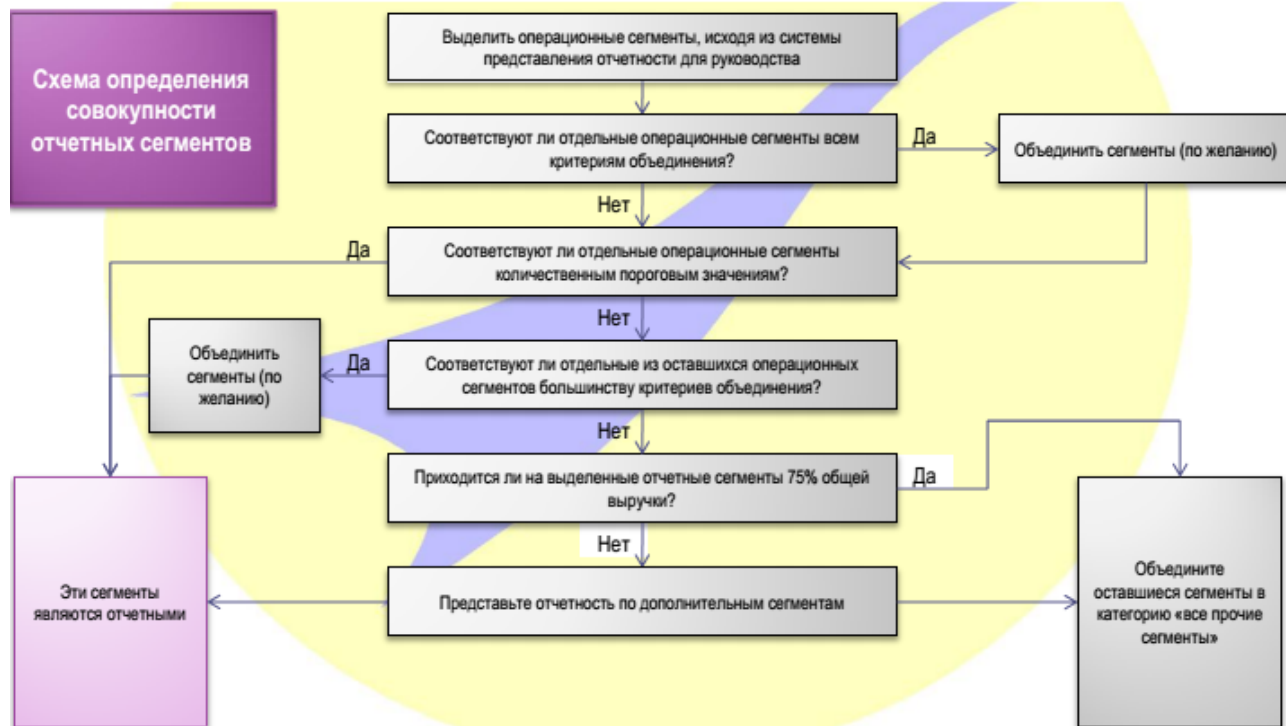 Схема определения
совокупности
отчетных сегментов
Выделить операционные сегменты, исходя из системы
представления отчетности для руководства
Соответствуют ли отдельные операционные сегменты всем
критериям объединения?
Да
Объединить сегменты (по желанию)
Нет
Да
Соответствуют ли отдельные операционные сегменты
количественным пороговым значениям?
Нет
Объединить
сегменты (по
желанию)
Да
Соответствуют ли отдельные из оставшихся операционных
сегментов большинству критериев объединения?
Нет
Приходится ли на выделенные отчетные сегменты 75% общей
выручки?
Да
Нет
Эти сегменты
являются отчетными
Представьте отчетность по дополнительным сегментам
Объедините
оставшиеся сегменты в
категорию «все прочие
сегменты»